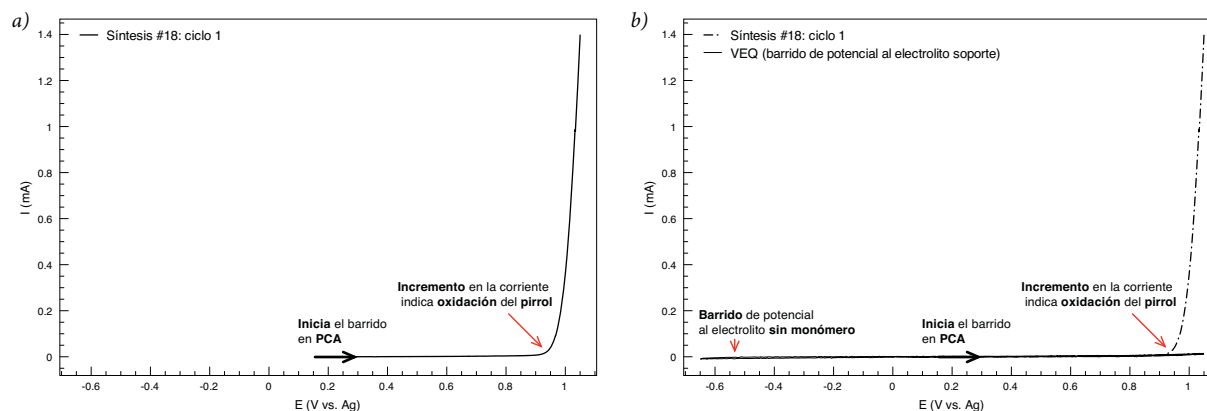 a)
Síntesis #18: ciclo 1
1.4
1.2
1
0.8
0.6
0.4
0.2
0
I (mA)
Incremento en la corriente
indica oxidación del pirrol
Inicia el barrido
en PCA
-0.6 -0.4 -0.2 0 0.2 0.4 0.6 0.8 1
E (V vs. Ag)
b)
Síntesis #18: ciclo 1
VEQ (barrido de potencial al electrolito soporte)
1.4
1.2
1
0.8
0.6
0.4
0.2
0
I (mA)
Incremento en la corriente
indica oxidación del pirrol
Barrido de potencial
al electrolito sin monómero
Inicia el barrido
en PCA
-0.6 -0.4 -0.2 0 0.2 0.4 0.6 0.8 1
E (V vs. Ag)